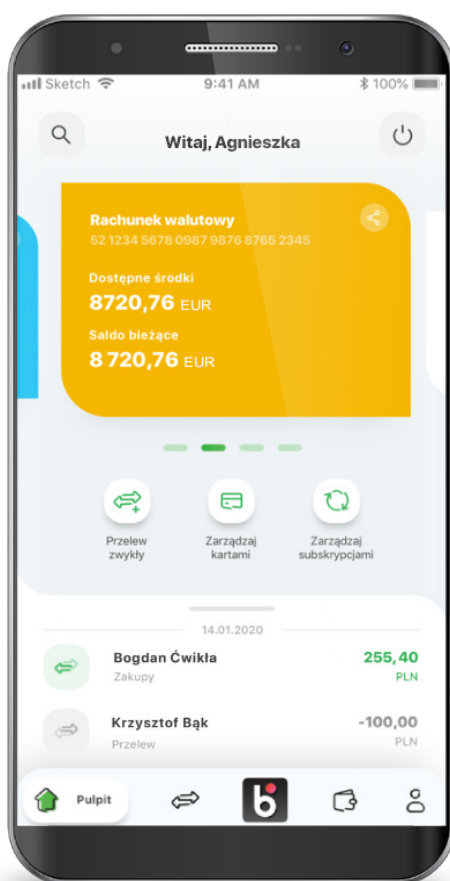 Sketch 9:41 AM 100%
Witaj, Agnieszka
Rachunek walutowy
52 1234 5678 0987 9876 8765 2345
Dostępne środki
8720,76 EUR
Saldo bieżące
8 720,76 EUR
Przelew zwykły
Zarządzaj kartami
Zarządzaj subskrypcjami
14.01.2020
Bogdan Ćwikła 255,40
Zakupy PLN
Krzysztof Bąk -100,00
Przelew PLN
Pulpit
b